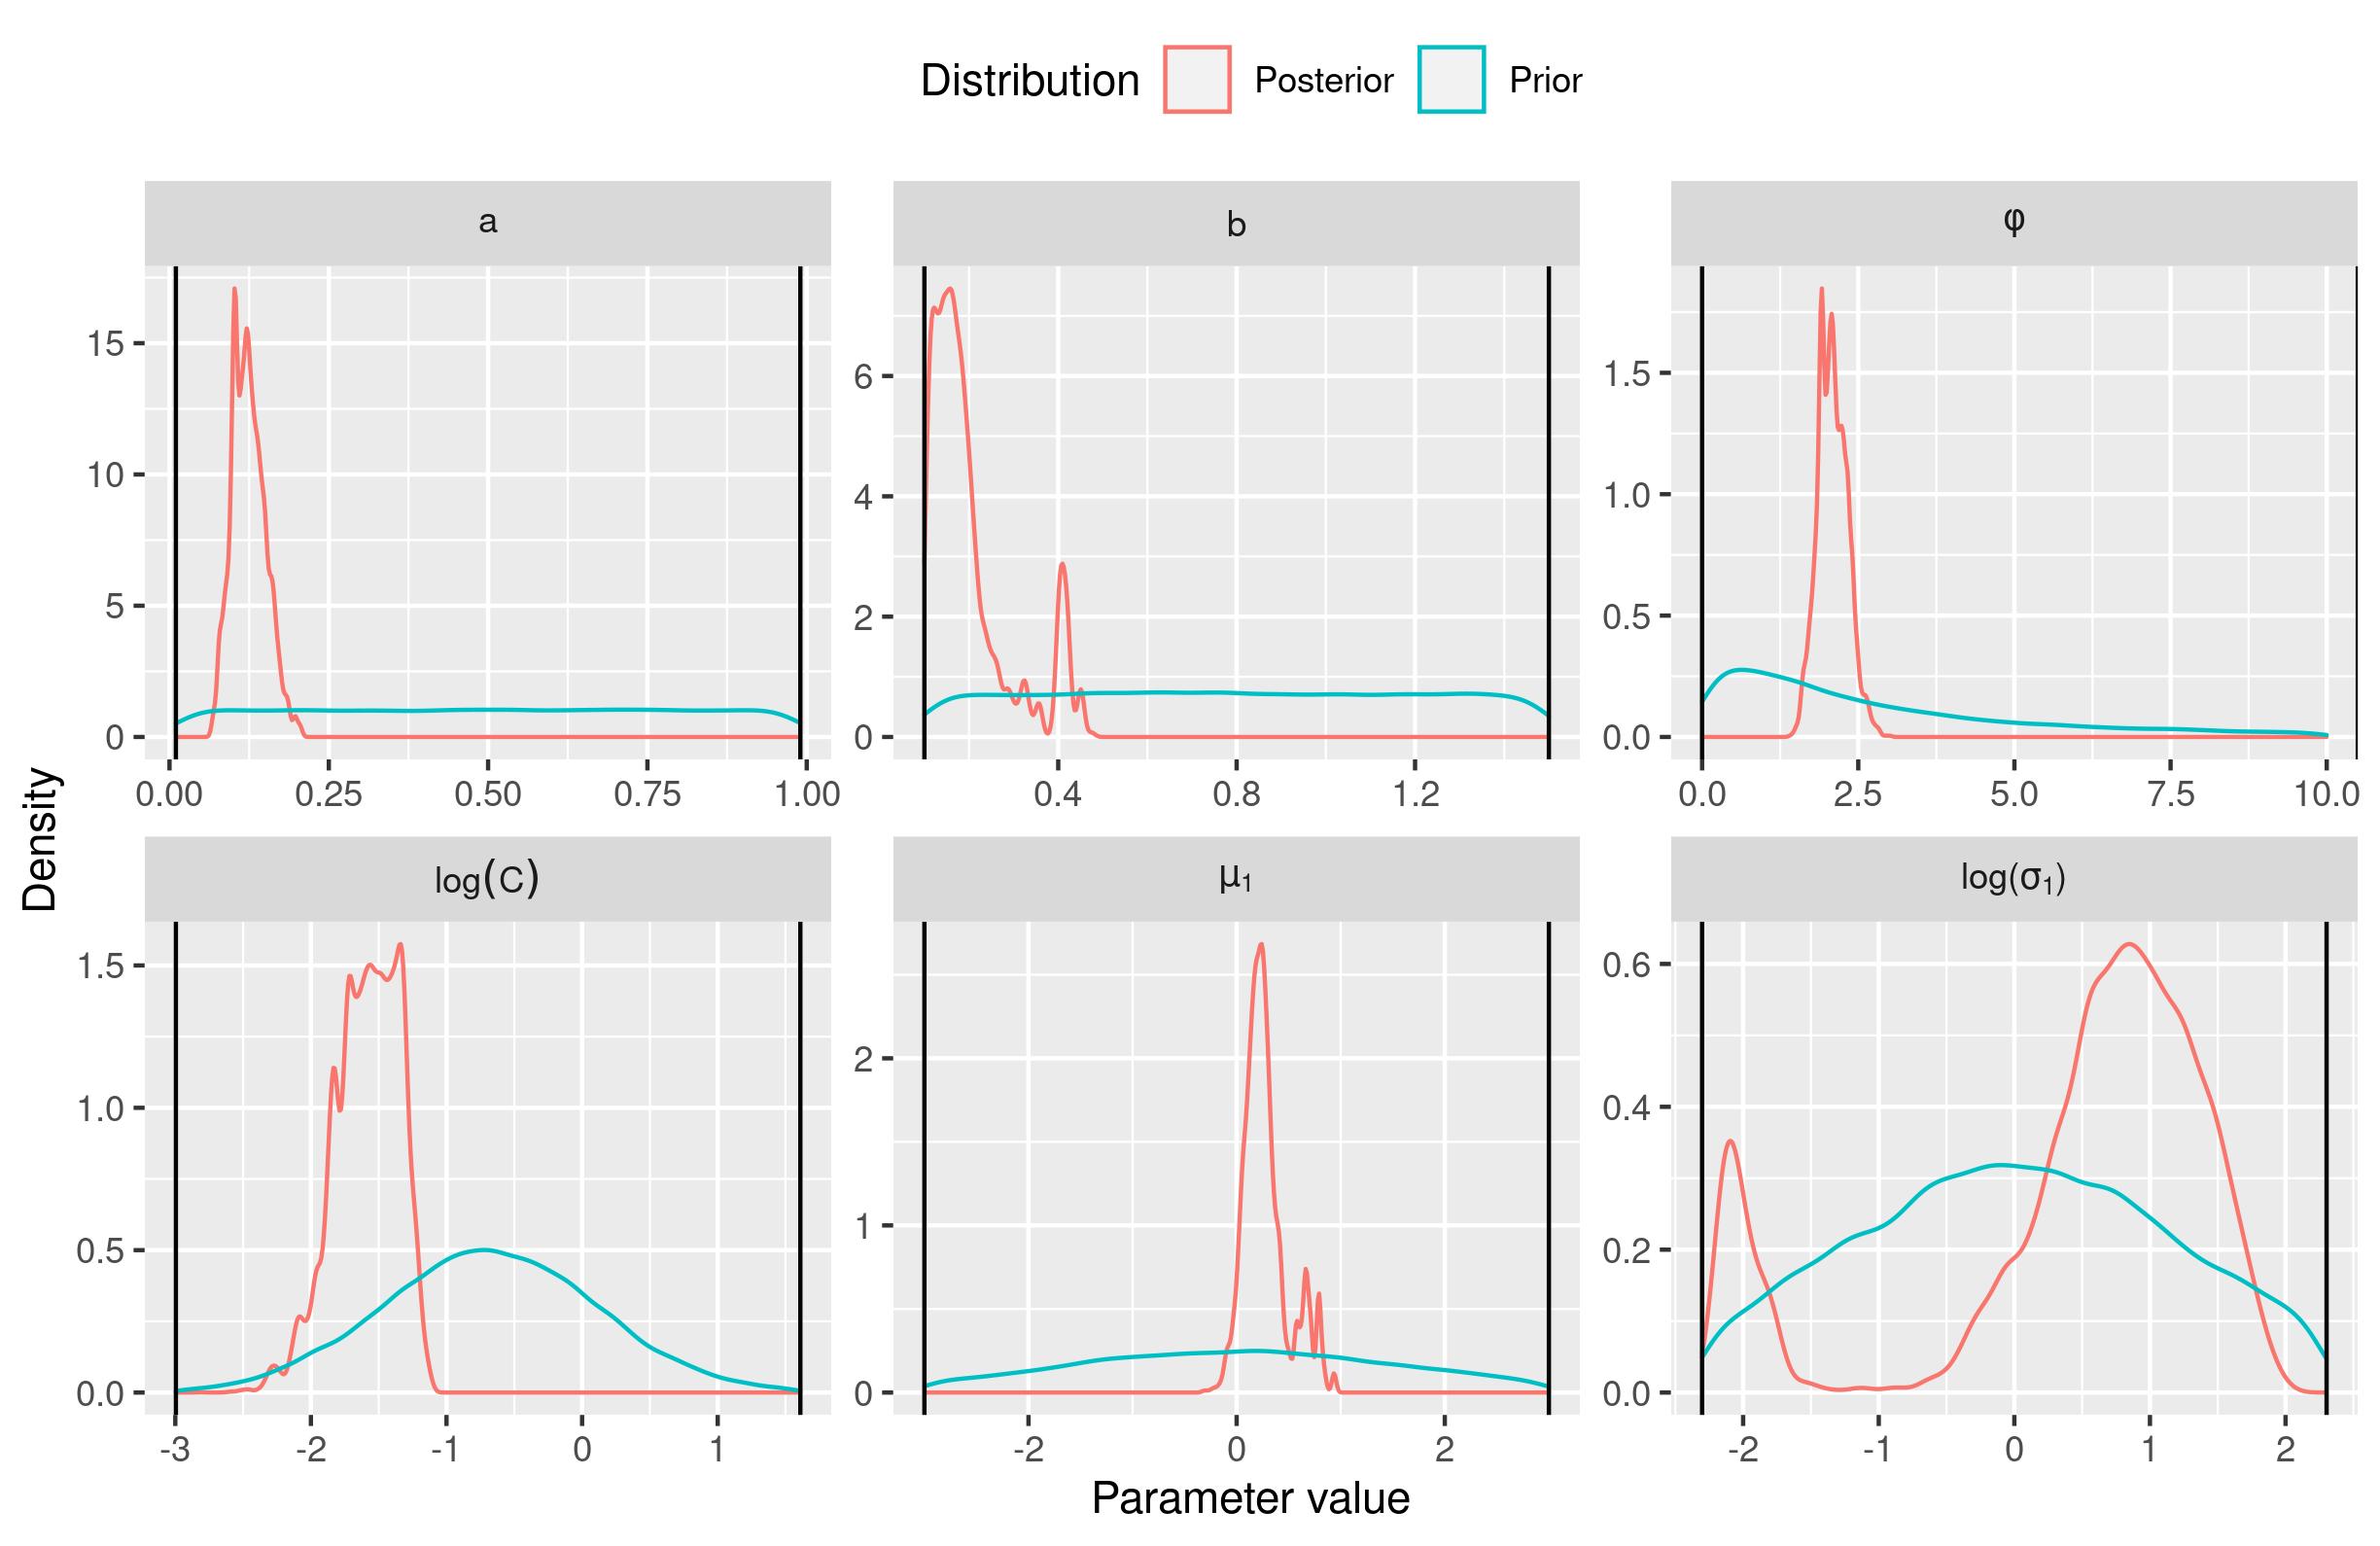 Distribution Posterior Prior
a b φ
15 10 5 0
6 4 2 0
1.5 1.0 0.5 0.0
0.00 0.25 0.50 0.75 1.00
0.4 0.8 1.2
0.0 2.5 5.0 7.5 10.0
Density
log(C) μ₁ log(σ₁)
1.5 1.0 0.5 0.0
2 1 0
0.6 0.4 0.2 0.0
-3 -2 -1 0 1
-2 0 2
-2 -1 0 1 2
Parameter value